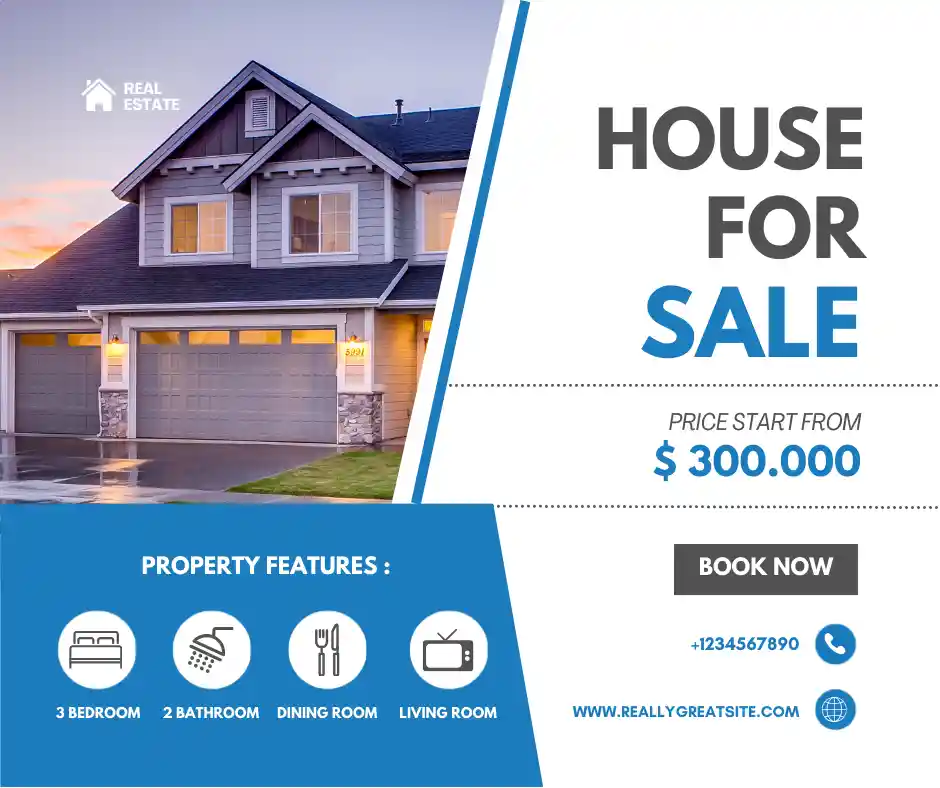 REAL
ESTATE
HOUSE
FOR
SALE
PRICE START FROM
$ 300.000
PROPERTY FEATURES :
3 BEDROOM
2 BATHROOM
DINING ROOM
LIVING ROOM
BOOK NOW
+1234567890
WWW.REALLYGREATSITE.COM